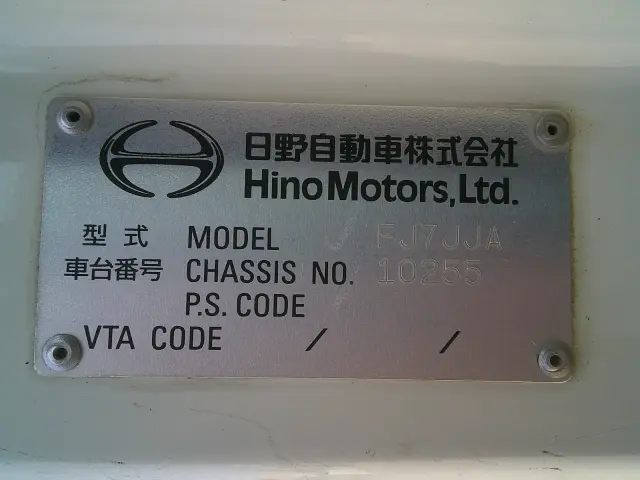 日野自動車株式会社
Hino Motors, Ltd.
型式 MODEL FJ7JJA
車台番号 CHASSIS NO. 10255
P.S. CODE
VTA CODE / /